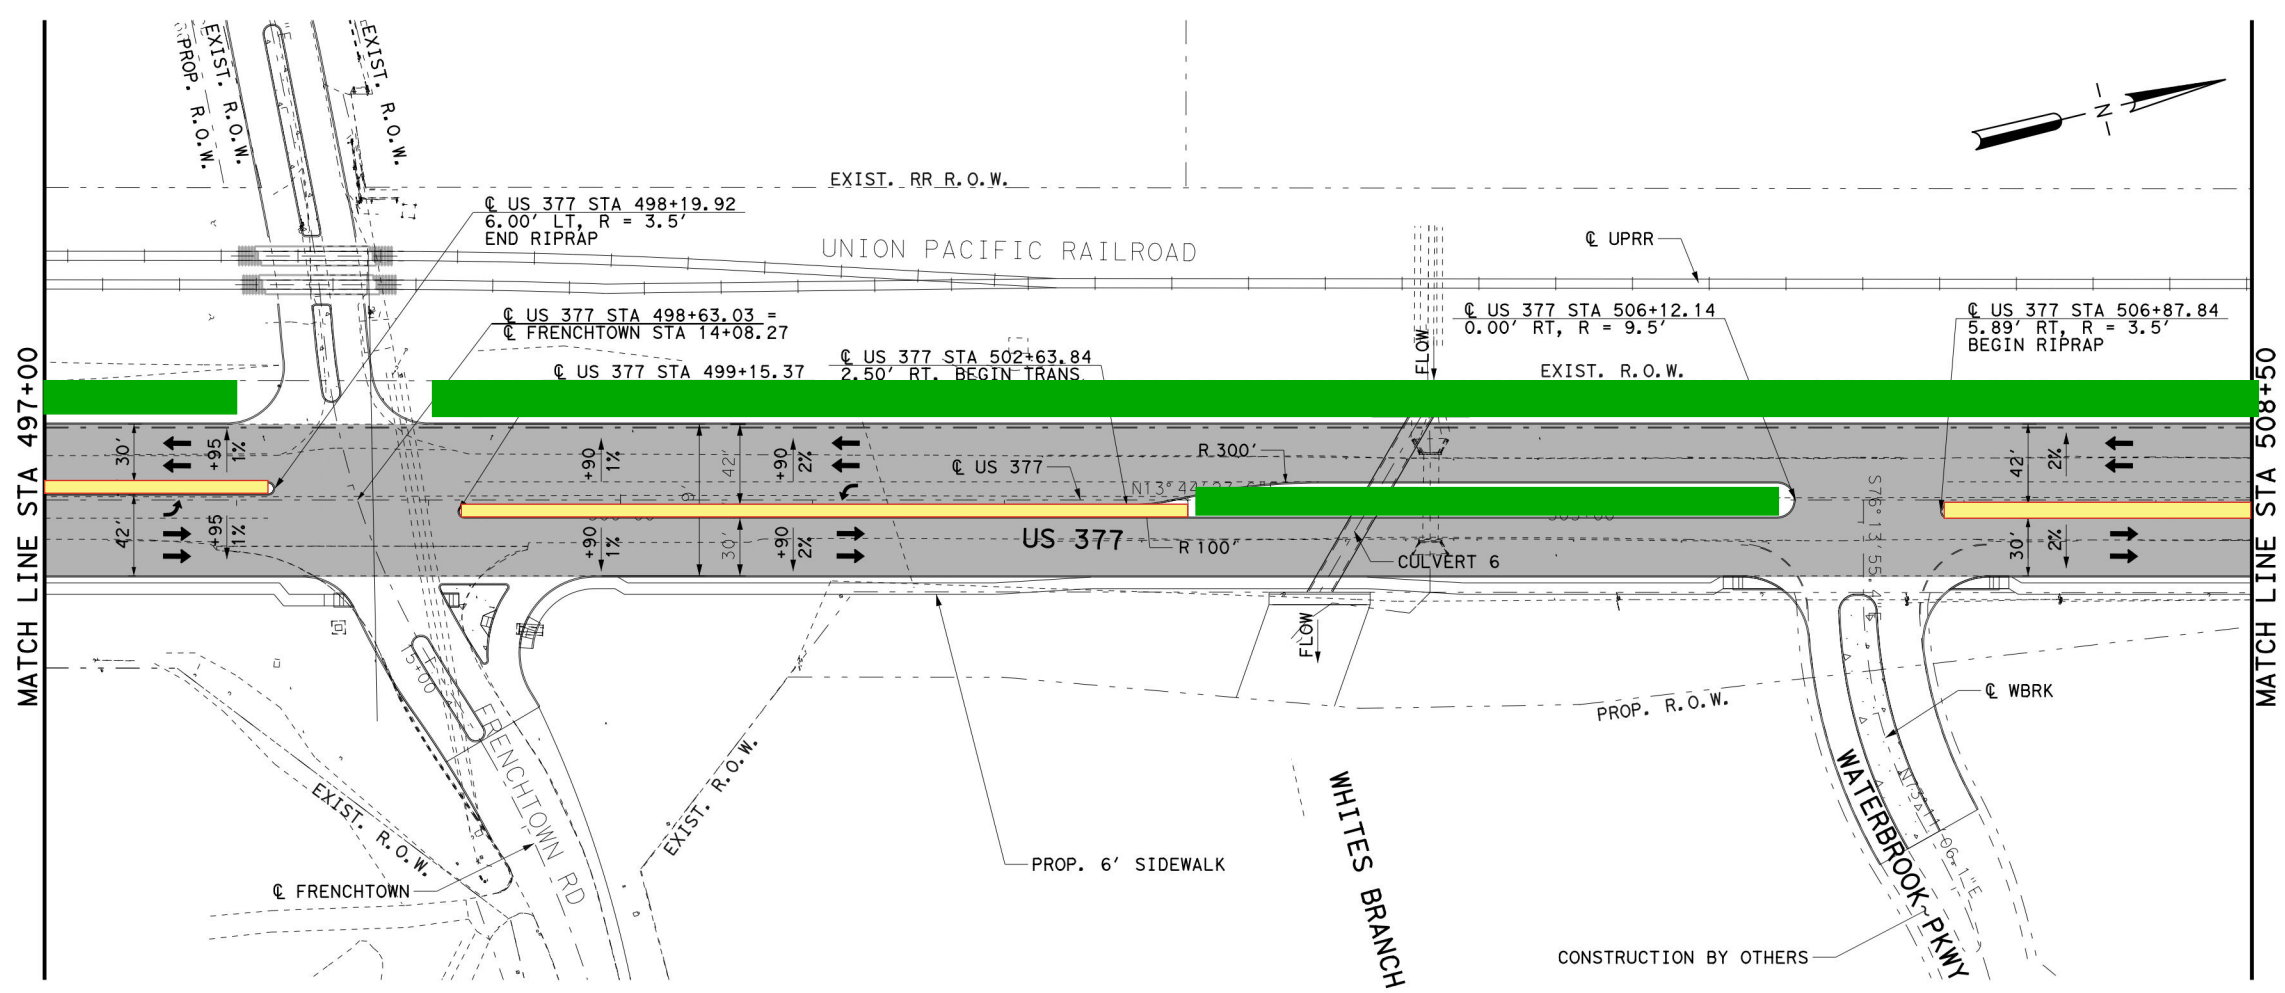 EXIST. R.O.W.
PROP. R.O.W.
EXIST. R.O.W.
N
EXIST. RR R.O.W.
℄ US 377 STA 498+19.92
6.00' LT, R = 3.5'
END RIPRAP
UNION PACIFIC RAILROAD
℄ UPRR
℄ US 377 STA 498+63.03 =
℄ FRENCHTOWN STA 14+08.27
℄ US 377 STA 499+15.37
℄ US 377 STA 502+63.84
2.50' RT. BEGIN TRANS
FLOW
℄ US 377 STA 506+12.14
0.00' RT, R = 9.5'
℄ US 377 STA 506+87.84
5.89' RT, R = 3.5'
BEGIN RIPRAP
EXIST. R.O.W.
MATCH LINE STA 497+00
MATCH LINE STA 508+50
30'
+95
1%
+90
1%
42'
+90
2%
R 300'
℄ US 377
42'
2%
42'
+95
1%
+90
1%
30'
+90
2%
US 377
R 100'
CULVERT 6
S76°13'55.4"E
30'
2%
FLOW
15+00
FRENCHTOWN RD
EXIST. R.O.W.
EXIST. R.O.W.
PROP. R.O.W.
℄ WBRK
WHITES BRANCH
WATERBROOK PKWY
PROP. 6' SIDEWALK
℄ FRENCHTOWN
CONSTRUCTION BY OTHERS